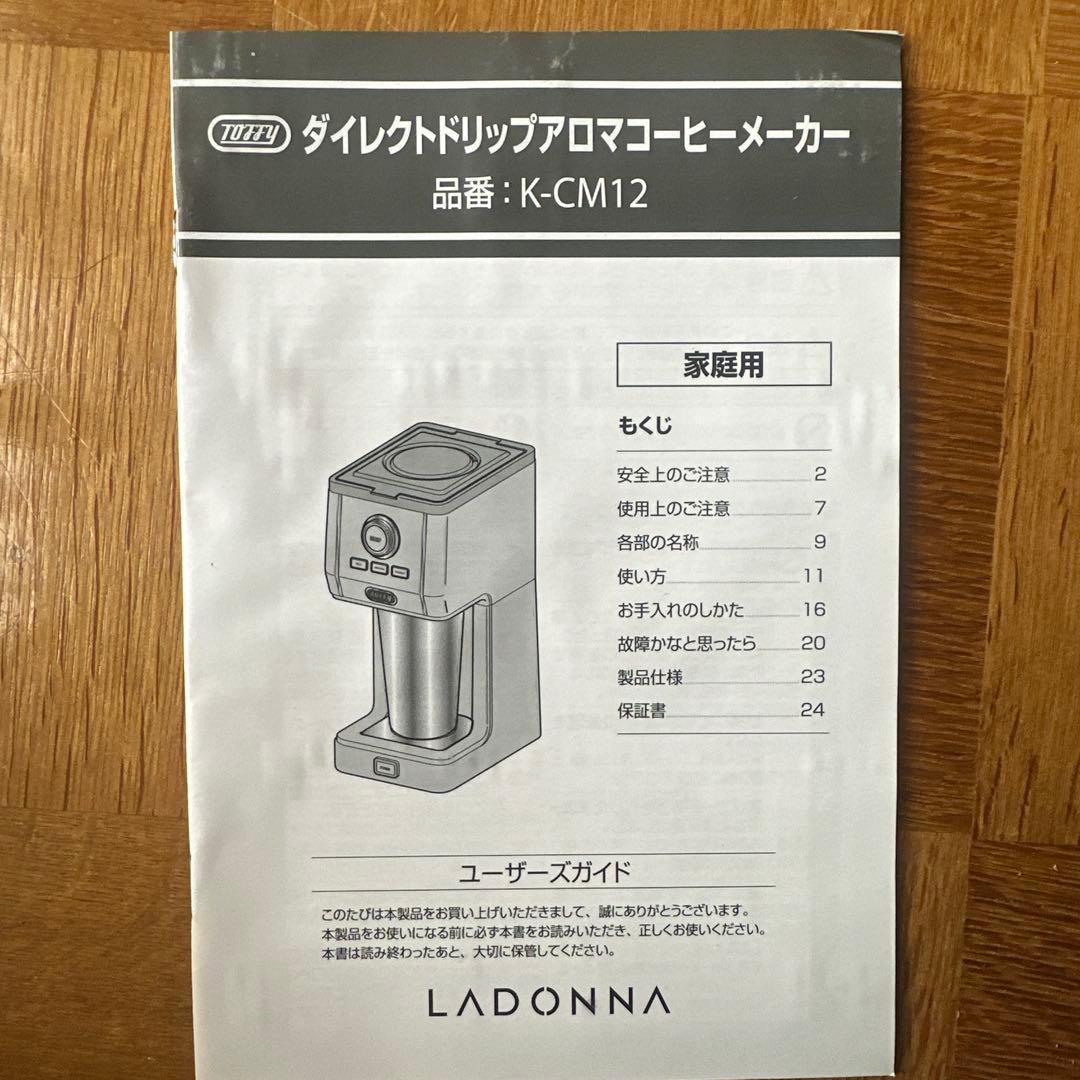 TOFFY ダイレクトドリップアロマコーヒーメーカー
品番：K-CM12
家庭用
もくじ
安全上のご注意 2
使用上のご注意 7
各部の名称 9
使い方 11
お手入れのしかた 16
故障かなと思ったら 20
製品仕様 23
保証書 24
TOFFY
ユーザーズガイド
このたびは本製品をお買い上げいただきまして、誠にありがとうございます。
本製品をお使いになる前に必ず本書をお読みいただき、正しくお使いください。
本書は読み終わったあと、大切に保管してください。
LADONNA